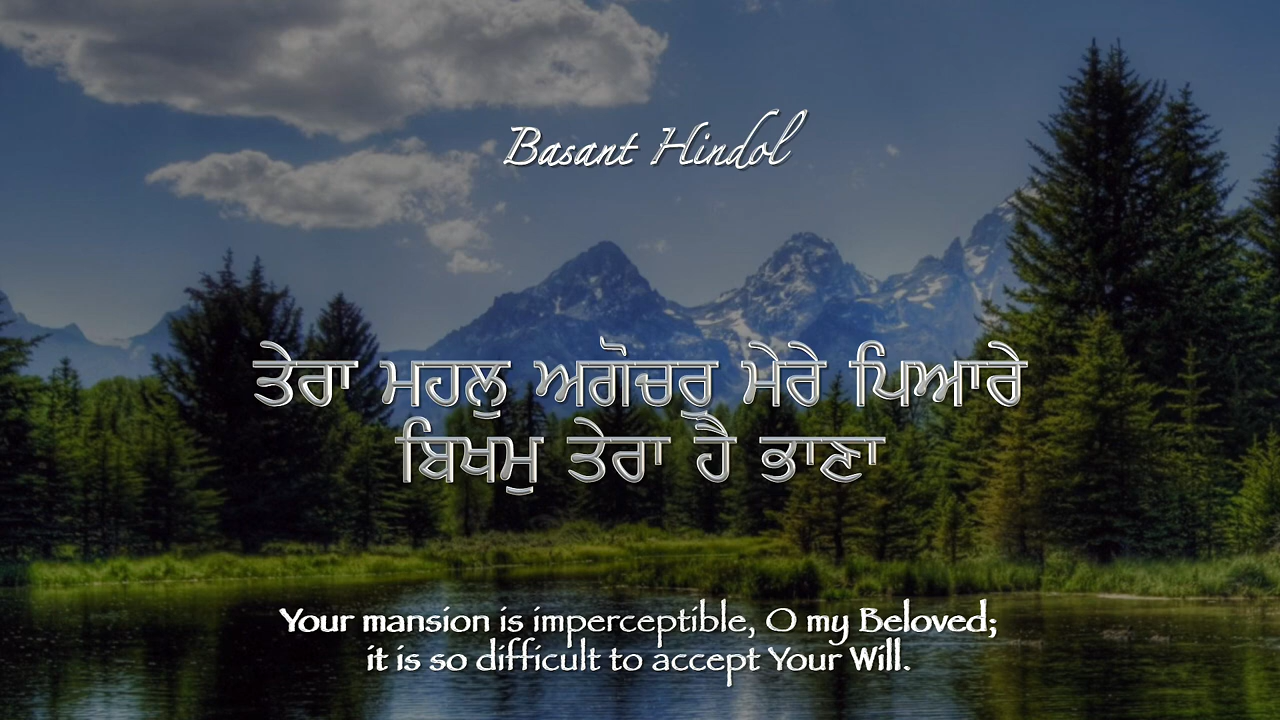 Basant Hindol
ਤੇਰਾ ਮਹਲੁ ਅਗੋਚਰੁ ਮੇਰੇ ਪਿਆਰੇ
ਬਿਖਮੁ ਤੇਰਾ ਹੈ ਭਾਣਾ
Your mansion is imperceptible, O my Beloved;
it is so difficult to accept Your Will.